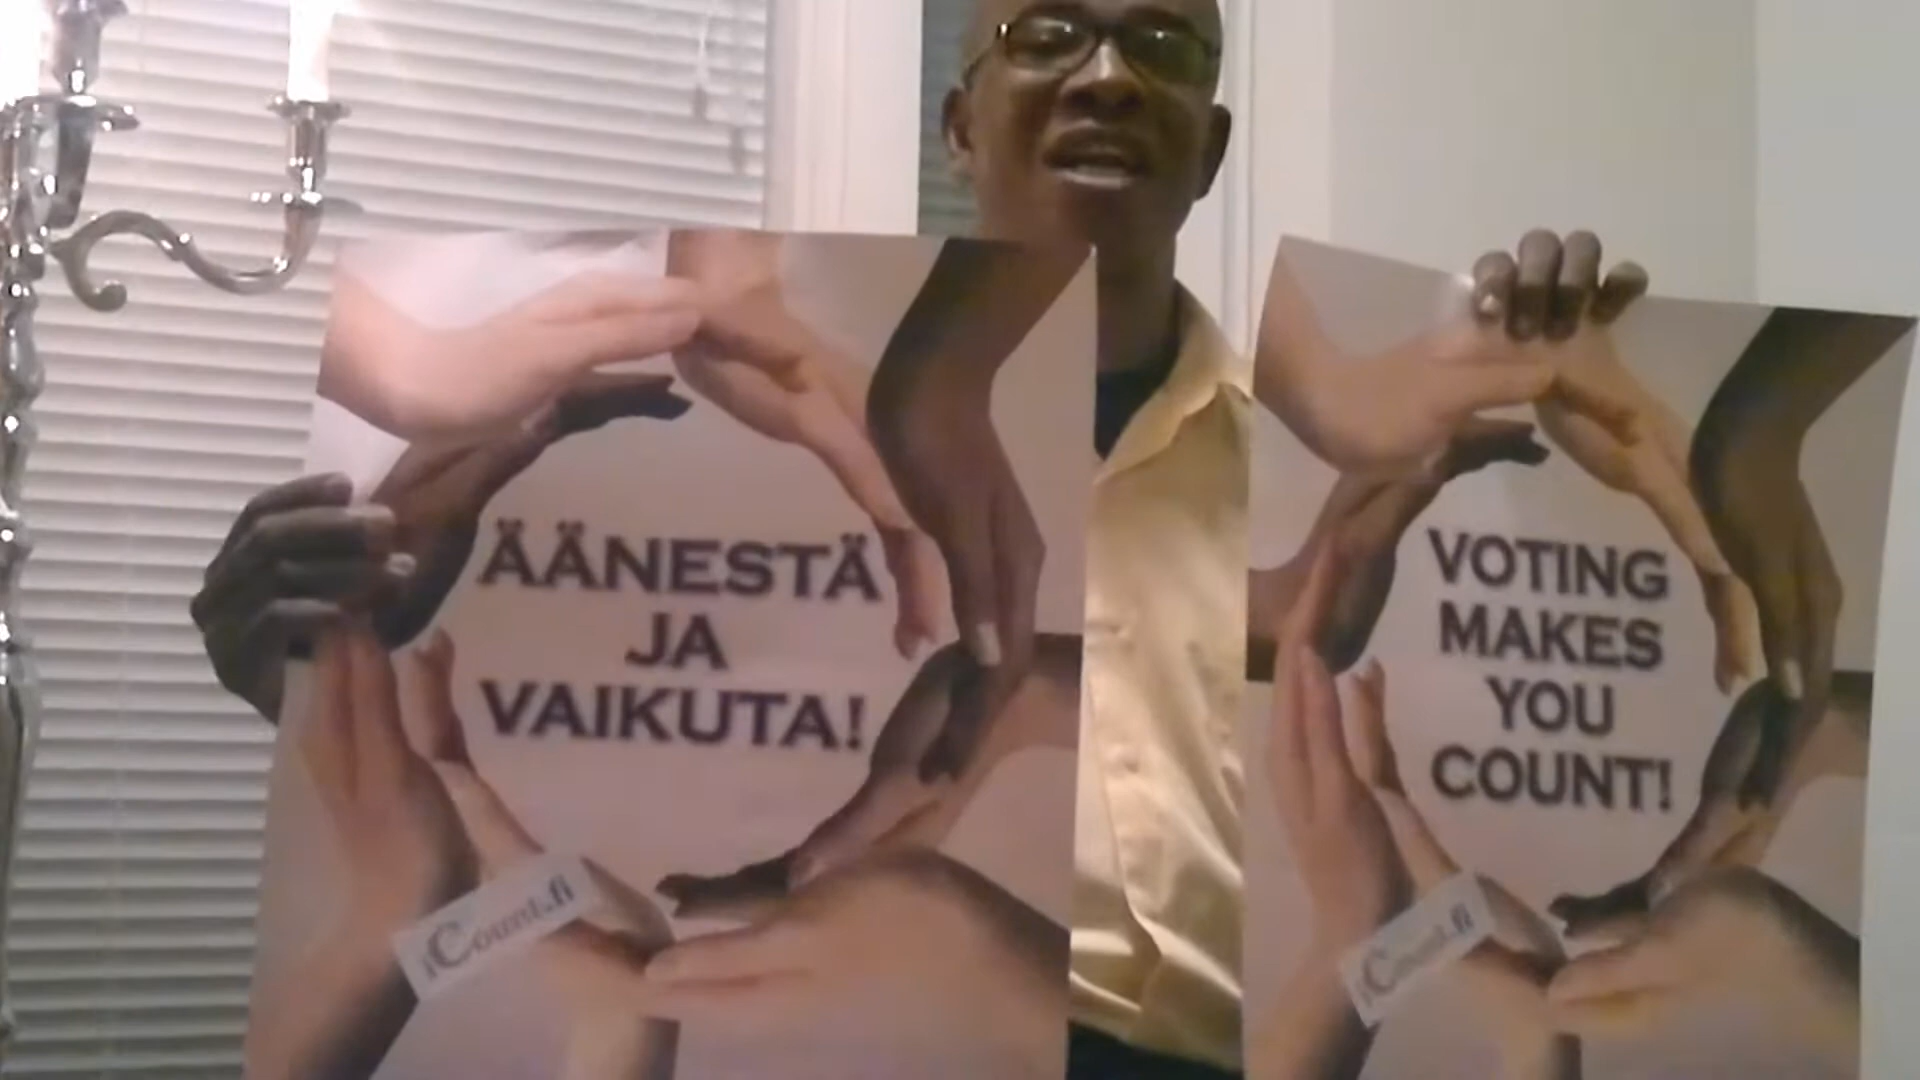 ÄÄNESTÄ
JA
VAIKUTA!
iCount.fi
VOTING
MAKES
YOU
COUNT!
iCount.fi